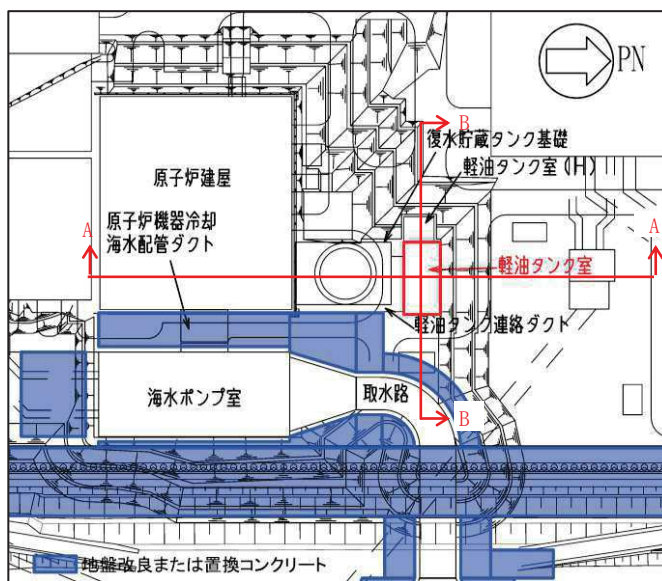 PN
B
復水貯蔵タンク基礎
軽油タンク室(H)
原子炉建屋
原子炉機器冷却
海水配管ダクト
A
A
軽油タンク室
軽油タンク連絡ダクト
海水ポンプ室
取水路
B
地盤改良または置換コンクリート